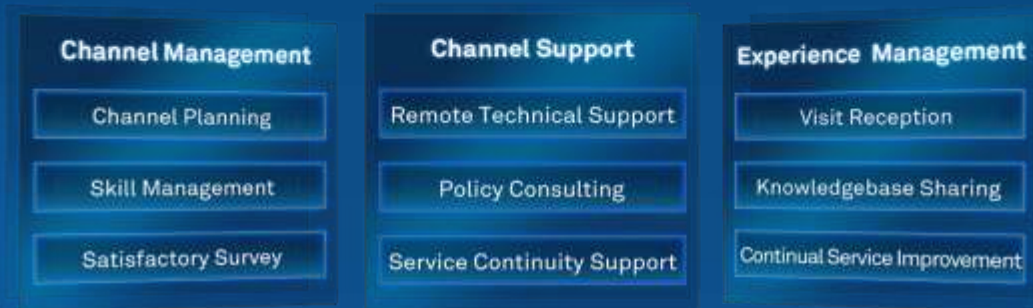 Channel Management
Channel Planning
Skill Management
Satisfactory Survey
Channel Support
Remote Technical Support
Policy Consulting
Service Continuity Support
Experience Management
Visit Reception
Knowledgebase Sharing
Continual Service Improvement